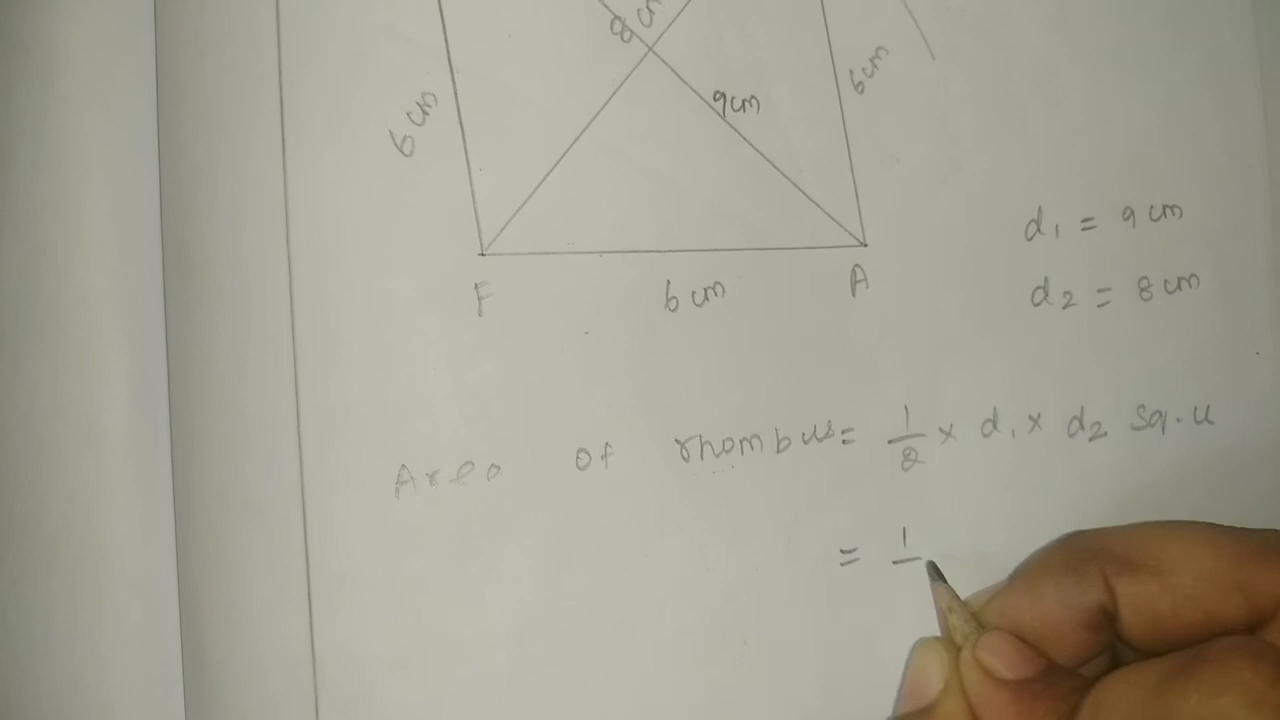 8 cm
6 cm
9 cm
6 cm
F
6 cm
A
d1 = 9 cm
d2 = 8 cm
Area of rhombus = 1/2 × d1 × d2 sq.u
= 1